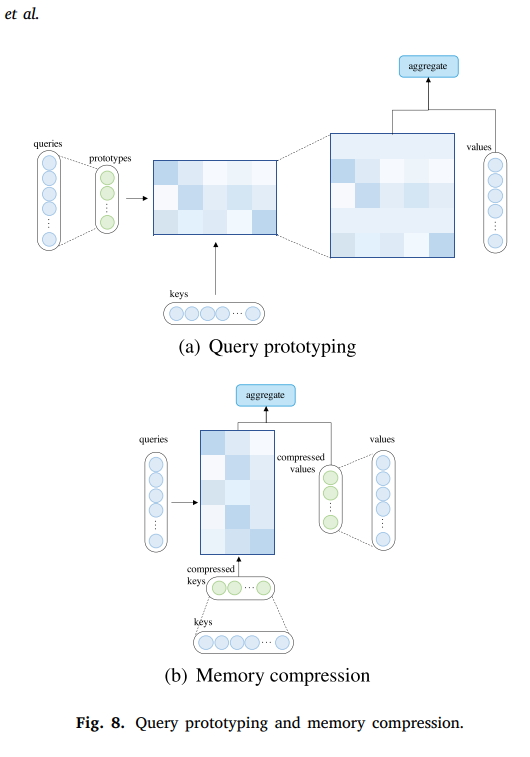 et al.
aggregate
queries
prototypes
values
keys
(a) Query prototyping
aggregate
queries
compressed
values
values
compressed
keys
keys
(b) Memory compression
Fig. 8. Query prototyping and memory compression.